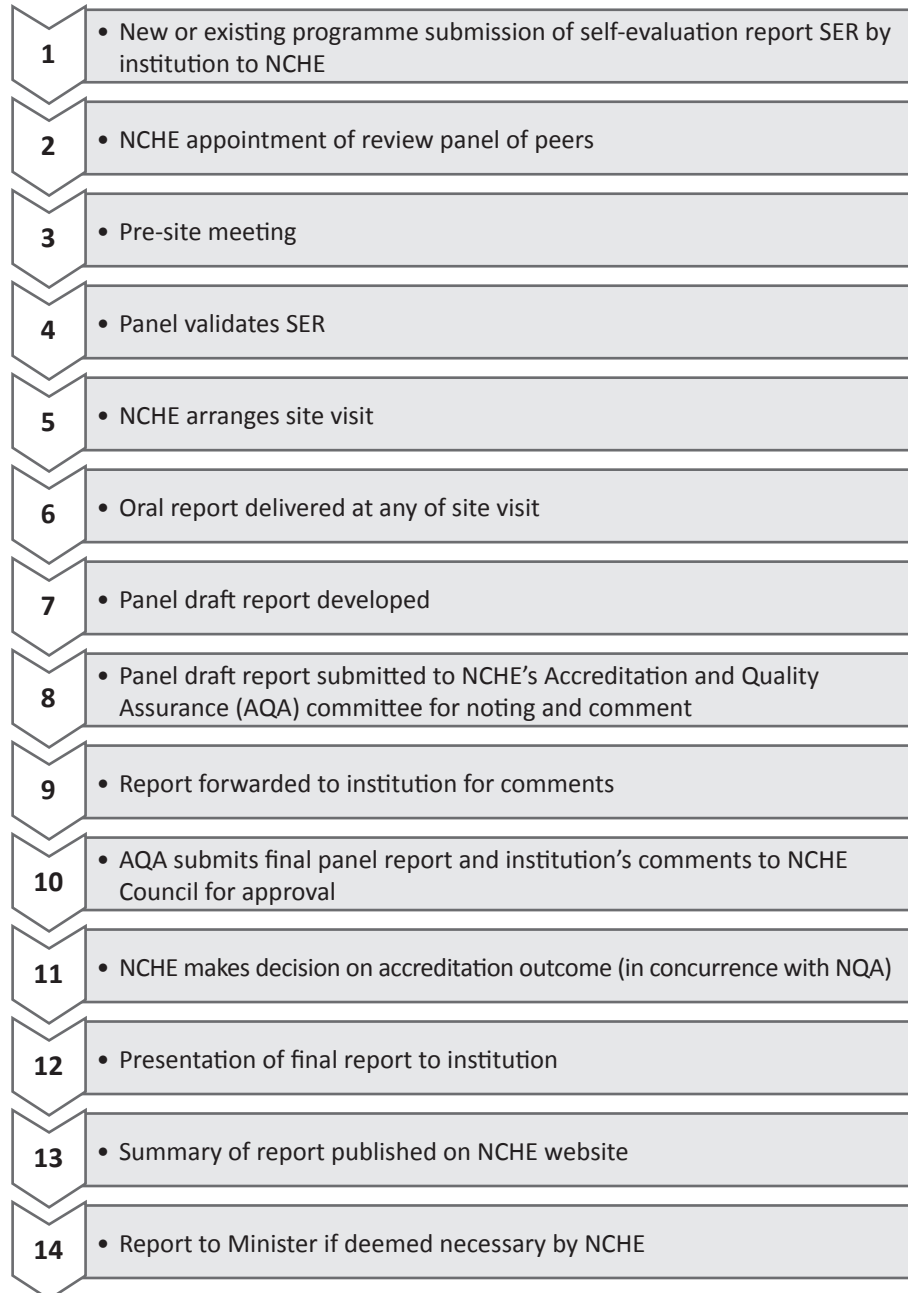 1
• New or existing programme submission of self-evaluation report SER by
institution to NCHE
2
• NCHE appointment of review panel of peers
3
• Pre-site meeting
4
• Panel validates SER
5
• NCHE arranges site visit
6
• Oral report delivered at any of site visit
7
• Panel draft report developed
8
• Panel draft report submitted to NCHE's Accreditation and Quality
Assurance (AQA) committee for noting and comment
9
• Report forwarded to institution for comments
10
• AQA submits final panel report and institution's comments to NCHE
Council for approval
11
• NCHE makes decision on accreditation outcome (in concurrence with NQA)
12
• Presentation of final report to institution
13
• Summary of report published on NCHE website
14
• Report to Minister if deemed necessary by NCHE